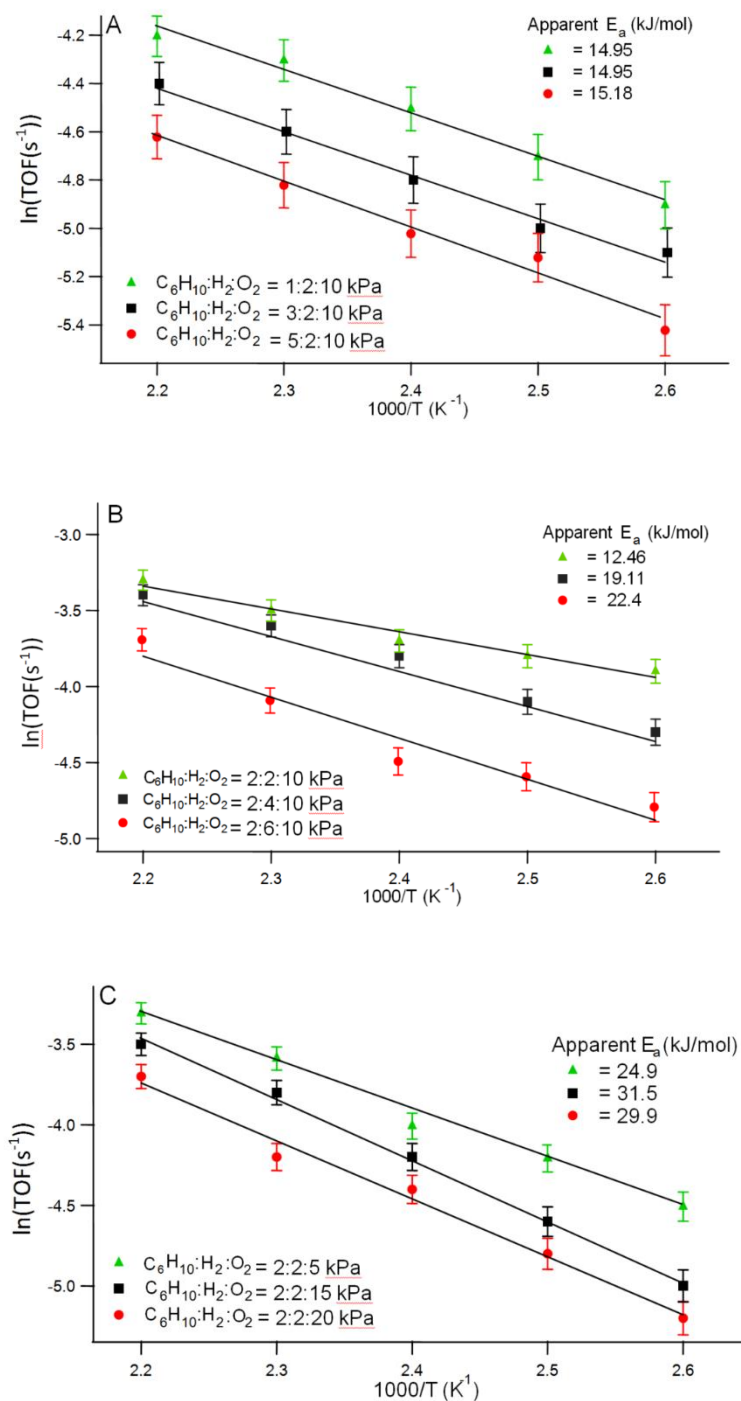 A
Apparent Eₐ (kJ/mol)
= 14.95
= 14.95
= 15.18
ln(TOF(s⁻¹))
-4.2
-4.4
-4.6
-4.8
-5.0
-5.2
-5.4
C₆H₁₀:H₂:O₂ = 1:2:10 kPa
C₆H₁₀:H₂:O₂ = 3:2:10 kPa
C₆H₁₀:H₂:O₂ = 5:2:10 kPa
2.2 2.3 2.4 2.5 2.6
1000/T (K⁻¹)
B
Apparent Eₐ (kJ/mol)
= 12.46
= 19.11
= 22.4
ln(TOF(s⁻¹))
-3.0
-3.5
-4.0
-4.5
-5.0
C₆H₁₀:H₂:O₂ = 2:2:10 kPa
C₆H₁₀:H₂:O₂ = 2:4:10 kPa
C₆H₁₀:H₂:O₂ = 2:6:10 kPa
2.2 2.3 2.4 2.5 2.6
1000/T (K⁻¹)
C
Apparent Eₐ (kJ/mol)
= 24.9
= 31.5
= 29.9
ln(TOF(s⁻¹))
-3.5
-4.0
-4.5
-5.0
C₆H₁₀:H₂:O₂ = 2:2:5 kPa
C₆H₁₀:H₂:O₂ = 2:2:15 kPa
C₆H₁₀:H₂:O₂ = 2:2:20 kPa
2.2 2.3 2.4 2.5 2.6
1000/T (K¹)